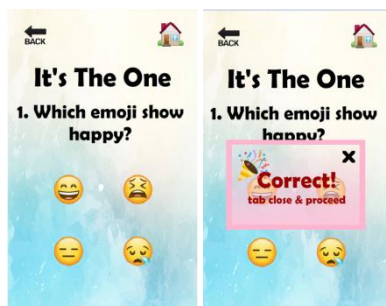 BACK
It's The One
1. Which emoji show
happy?
BACK
It's The One
1. Which emoji show
happy?
X
Correct!
tab close & proceed